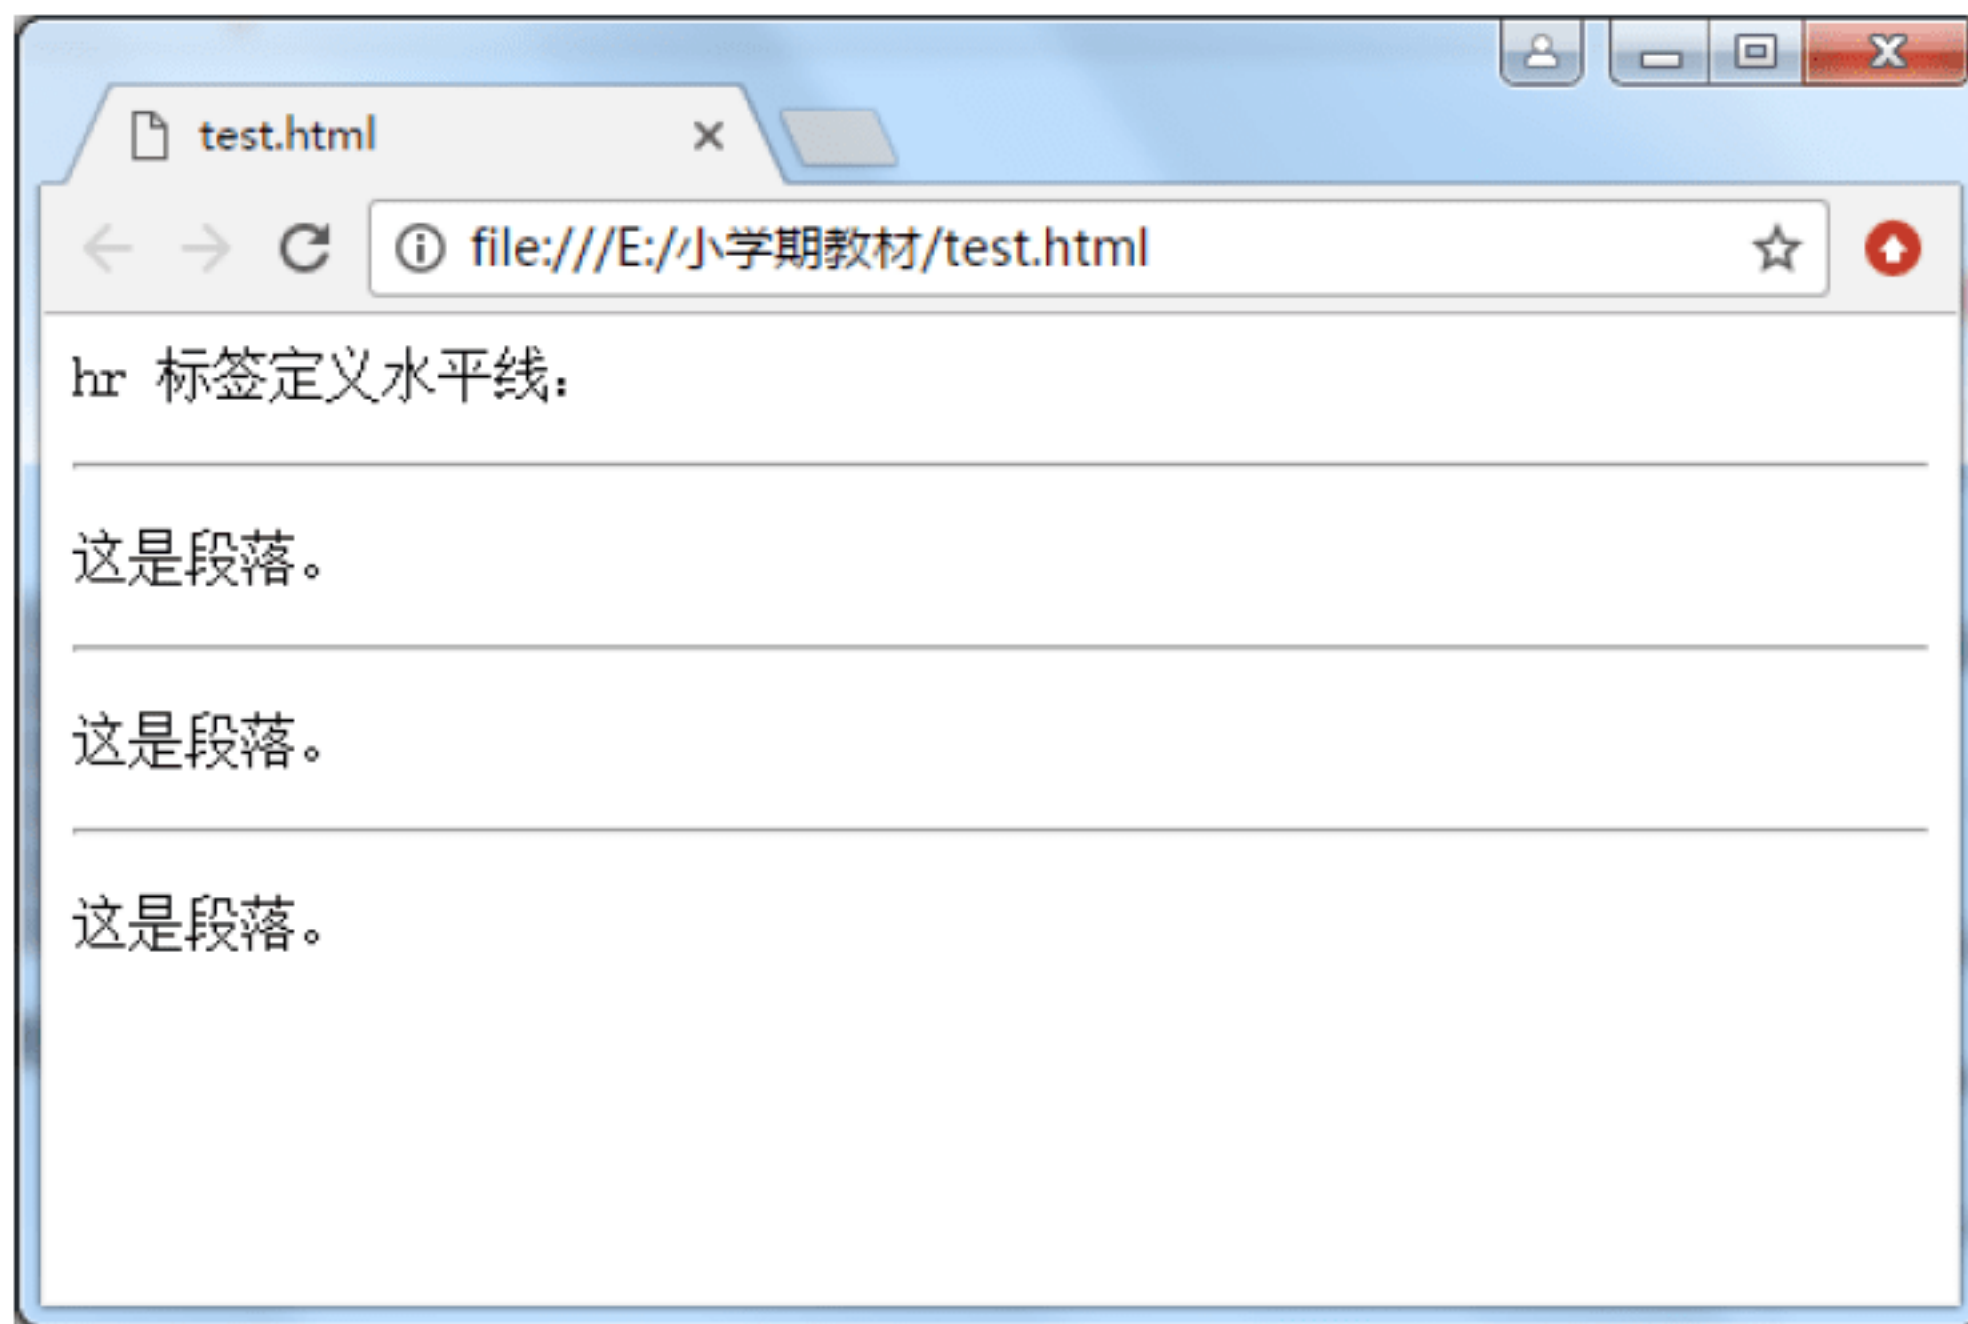 test.html
file:///E:/小学期教材/test.html
hr 标签定义水平线：
这是段落。
这是段落。
这是段落。